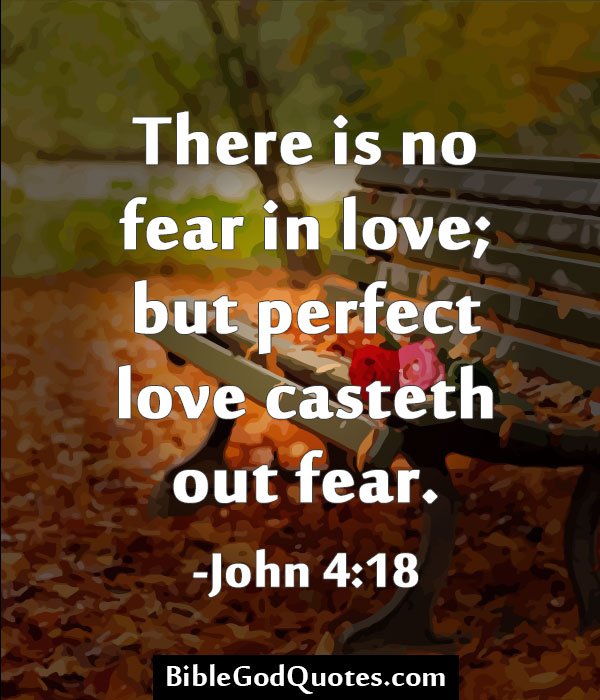 There is no
fear in love;
but perfect
love casteth
out fear.
-John 4:18
BibleGodQuotes.com